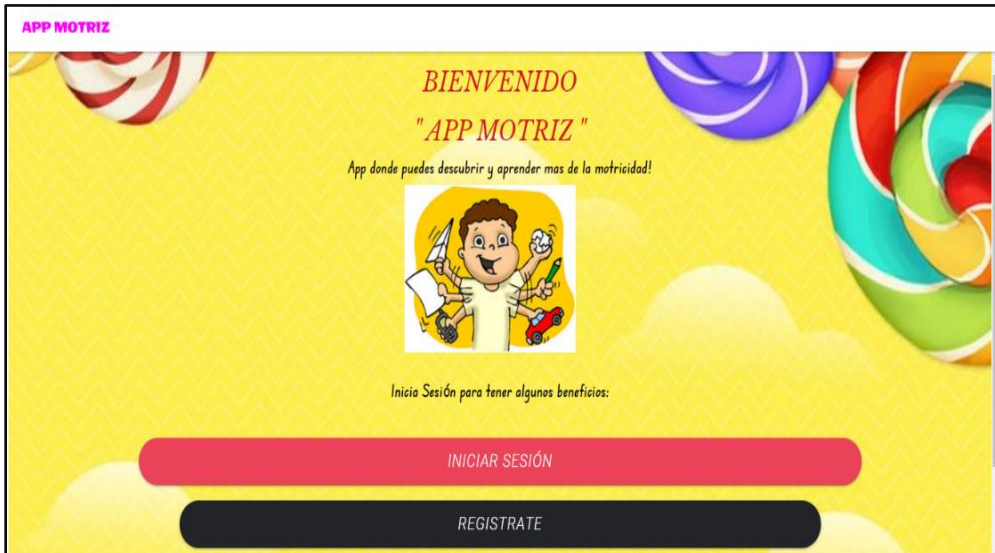 APP MOTRIZ
BIENVENIDO
" APP MOTRIZ "
App donde puedes descubrir y aprender mas de la motricidad!
Inicia Sesión para tener algunos beneficios:
INICIAR SESIÓN
REGISTRATE